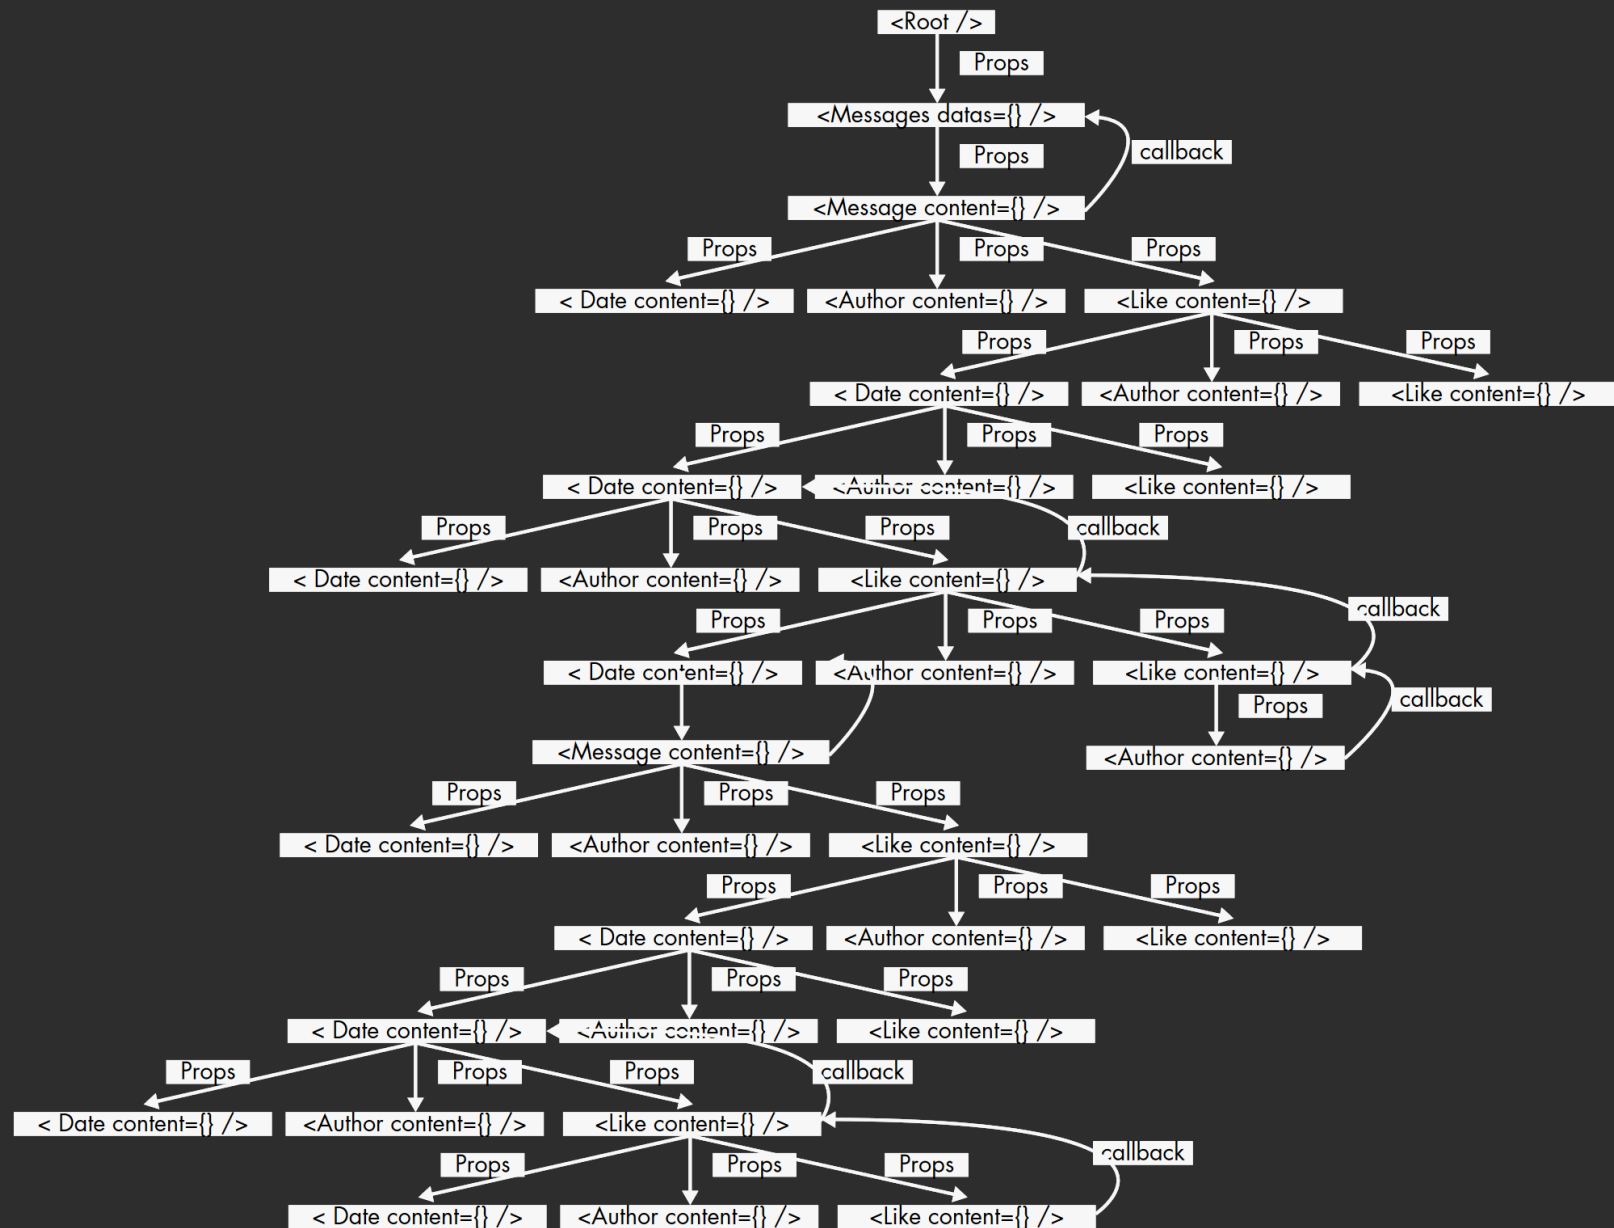 <Root />
Props
<Messages datas={} />
callback
Props
<Message content={} />
Props
Props
Props
< Date content={} />
<Author content={} />
<Like content={} />
Props
Props
Props
< Date content={} />
<Author content={} />
<Like content={} />
Props
Props
Props
< Date content={} />
<Author content={} />
<Like content={} />
Props
Props
Props
callback
< Date content={} />
<Author content={} />
<Like content={} />
callback
Props
Props
Props
< Date content={} />
<Author content={} />
<Like content={} />
callback
Props
<Message content={} />
<Author content={} />
Props
Props
Props
< Date content={} />
<Author content={} />
<Like content={} />
Props
Props
Props
< Date content={} />
<Author content={} />
<Like content={} />
Props
Props
Props
< Date content={} />
<Author content={} />
<Like content={} />
Props
Props
Props
callback
< Date content={} />
<Author content={} />
<Like content={} />
callback
Props
Props
Props
< Date content={} />
<Author content={} />
<Like content={} />